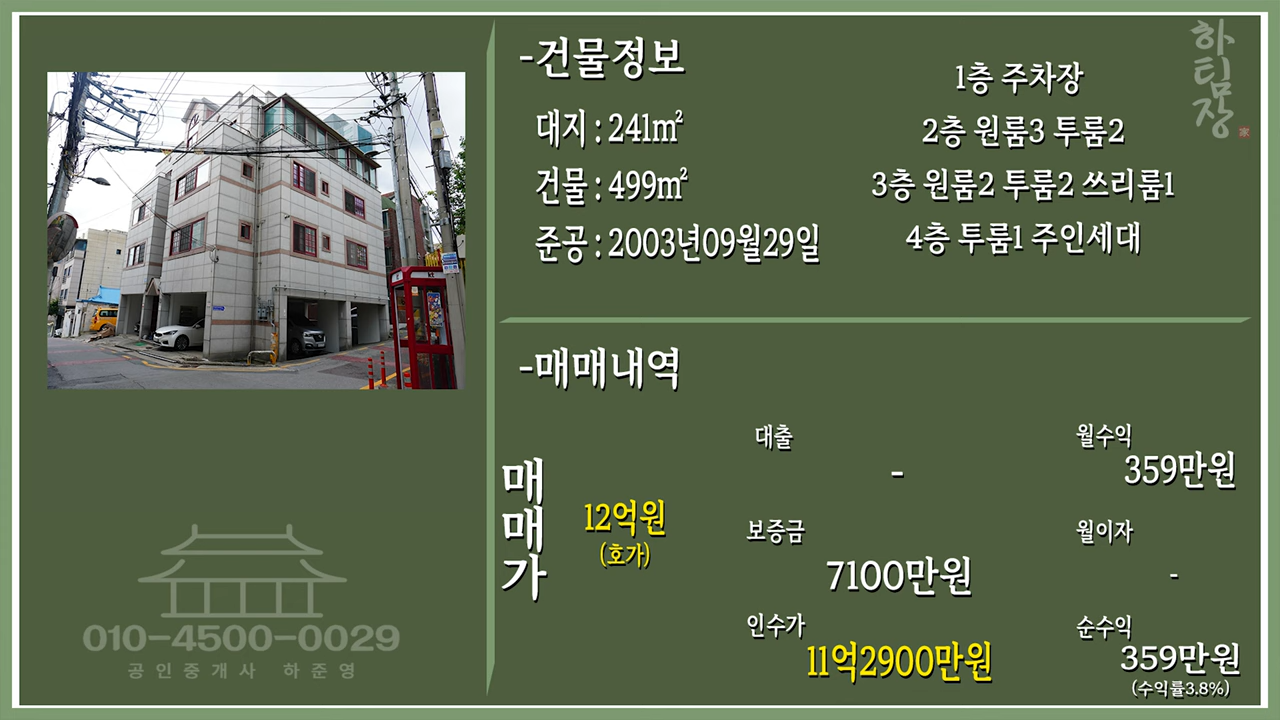 -건물정보
대지 : 241㎡
건물 : 499㎡
준공 : 2003년09월29일
1층 주차장
2층 원룸3 투룸2
3층 원룸2 투룸2 쓰리룸1
4층 투룸1 주인세대
하팀장
家
-매매내역
매매가
12억원
(호가)
대출
-
보증금
7100만원
인수가
11억2900만원
월수익
359만원
월이자
-
순수익
359만원
(수익률3.8%)
010-4500-0029
공인중개사 하준영